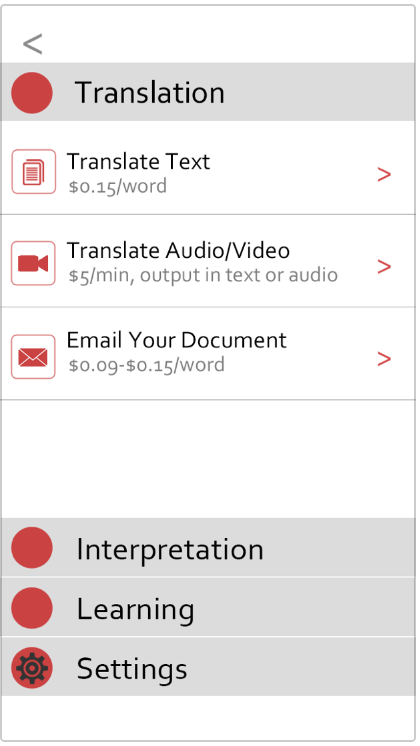 <
Translation
Translate Text
$0.15/word
>
Translate Audio/Video
$5/min, output in text or audio
>
Email Your Document
$0.09-$0.15/word
>
Interpretation
Learning
Settings